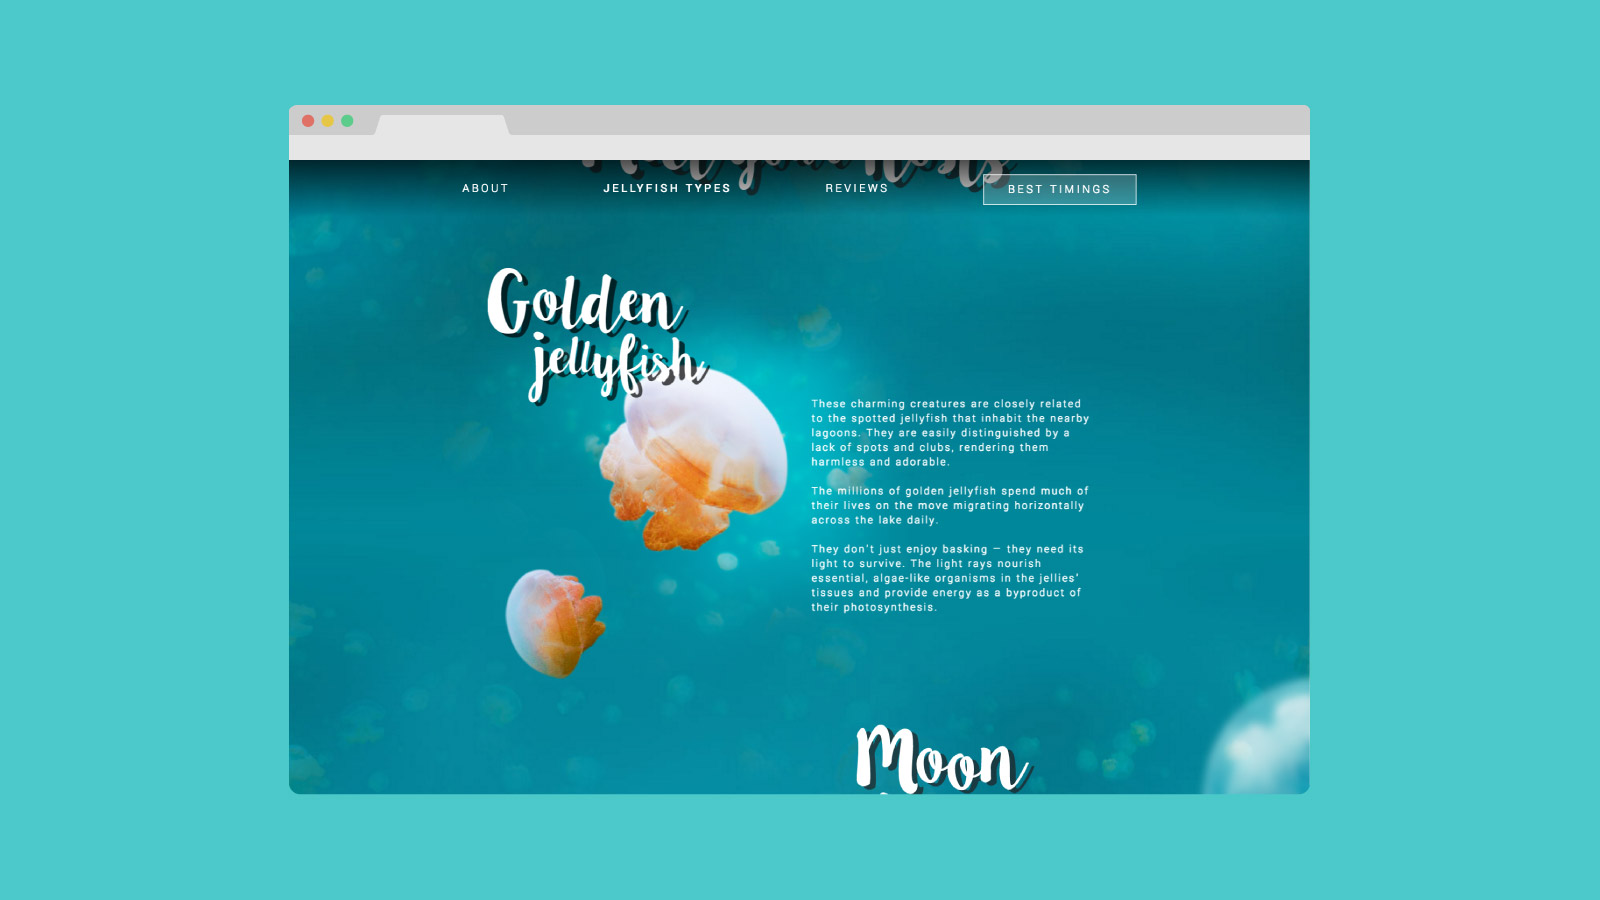 ABOUT
JELLYFISH TYPES
REVIEWS
BEST TIMINGS
Golden
jellyfish
These charming creatures are closely related
to the spotted jellyfish that inhabit the nearby
lagoons. They are easily distinguished by a
lack of spots and clubs, rendering them
harmless and adorable.
The millions of golden jellyfish spend much of
their lives on the move migrating horizontally
across the lake daily.
They don't just enjoy basking — they need its
light to survive. The light rays nourish
essential, algae-like organisms in the jellies'
tissues and provide energy as a byproduct of
their photosynthesis.
Moon